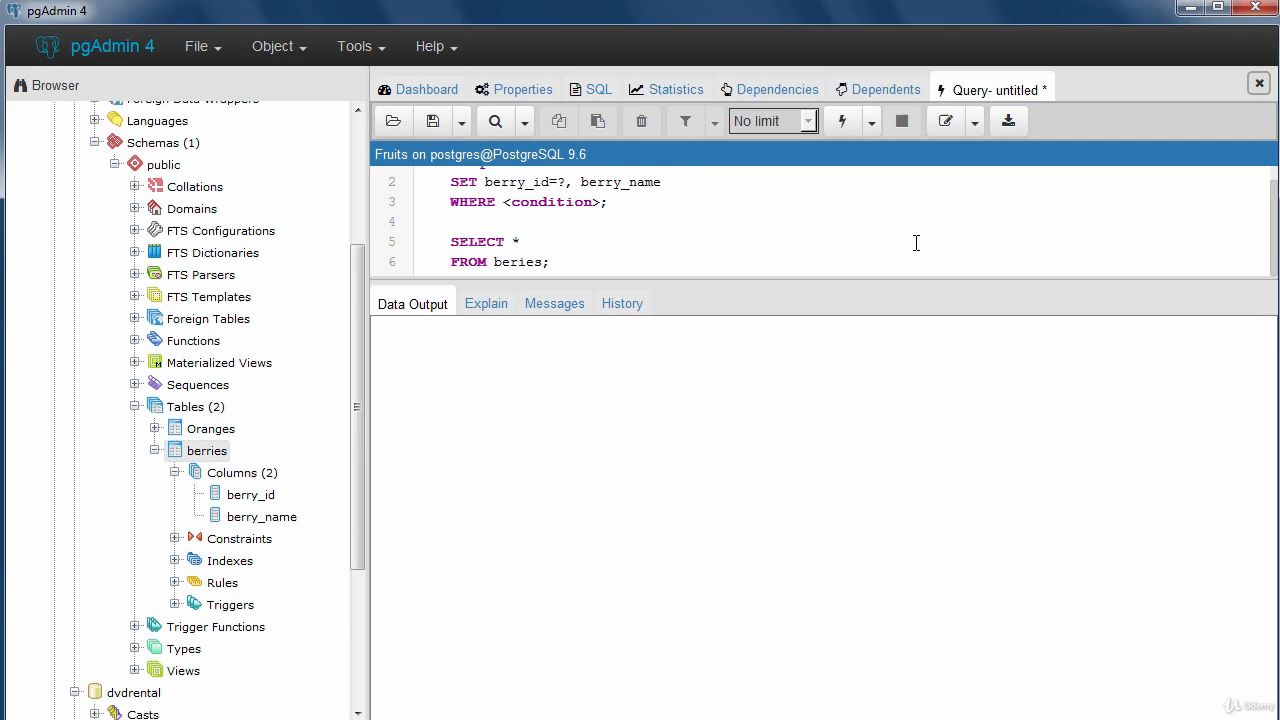 pgAdmin 4
pgAdmin 4 File Object Tools Help
Browser
Dashboard Properties SQL Statistics Dependencies Dependents Query- untitled *
No limit
Fruits on postgres@PostgreSQL 9.6
2 SET berry_id=?, berry_name
3 WHERE <condition>;
4
5 SELECT *
6 FROM beries;
Data Output Explain Messages History
Foreign Data Wrappers
Languages
Schemas (1)
public
Collations
Domains
FTS Configurations
FTS Dictionaries
FTS Parsers
FTS Templates
Foreign Tables
Functions
Materialized Views
Sequences
Tables (2)
Oranges
berries
Columns (2)
berry_id
berry_name
Constraints
Indexes
Rules
Triggers
Trigger Functions
Types
Views
dvdrental
Casts
Udemy